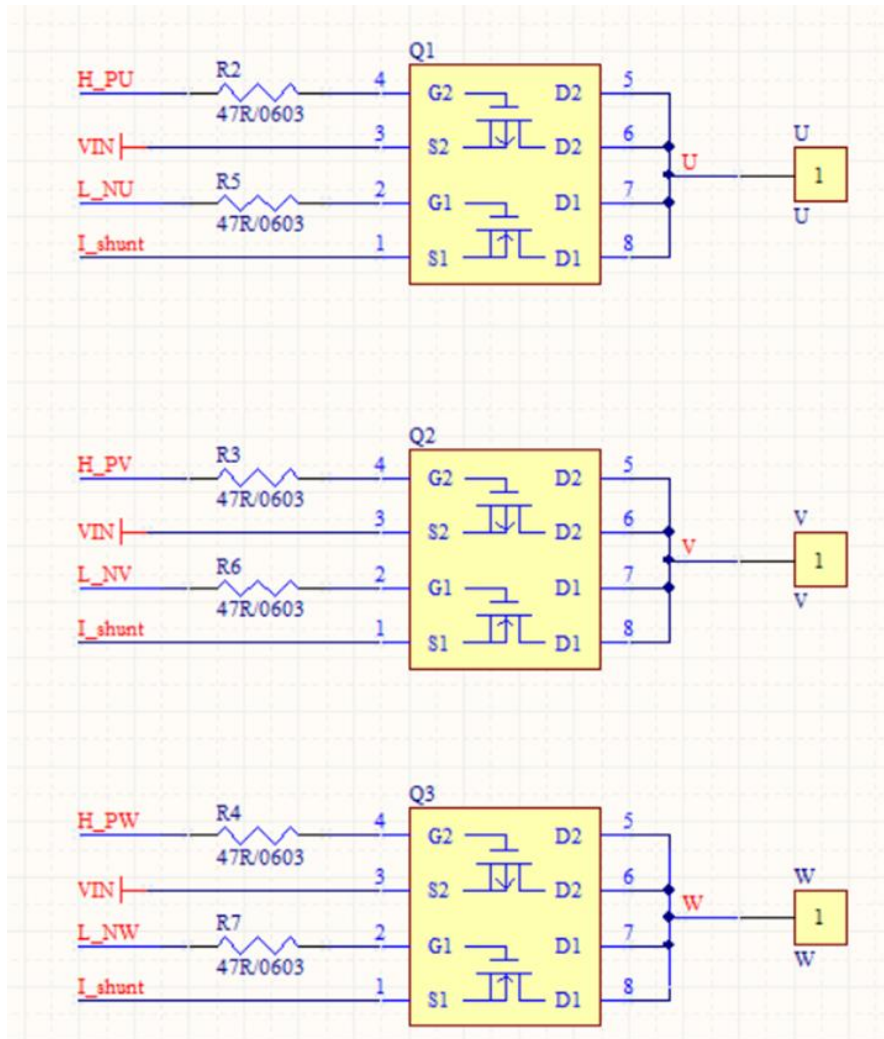 Q1
H_PU R2 4 G2 D2 5
47R/0603
VIN 3 S2 D2 6 U U
1
L_NU R5 2 G1 D1 7 U
47R/0603
I_shunt 1 S1 D1 8
Q2
H_PV R3 4 G2 D2 5
47R/0603
VIN 3 S2 D2 6 V V
1
L_NV R6 2 G1 D1 7 V
47R/0603
I_shunt 1 S1 D1 8
Q3
H_PW R4 4 G2 D2 5
47R/0603
VIN 3 S2 D2 6 W W
1
L_NW R7 2 G1 D1 7 W
47R/0603
I_shunt 1 S1 D1 8